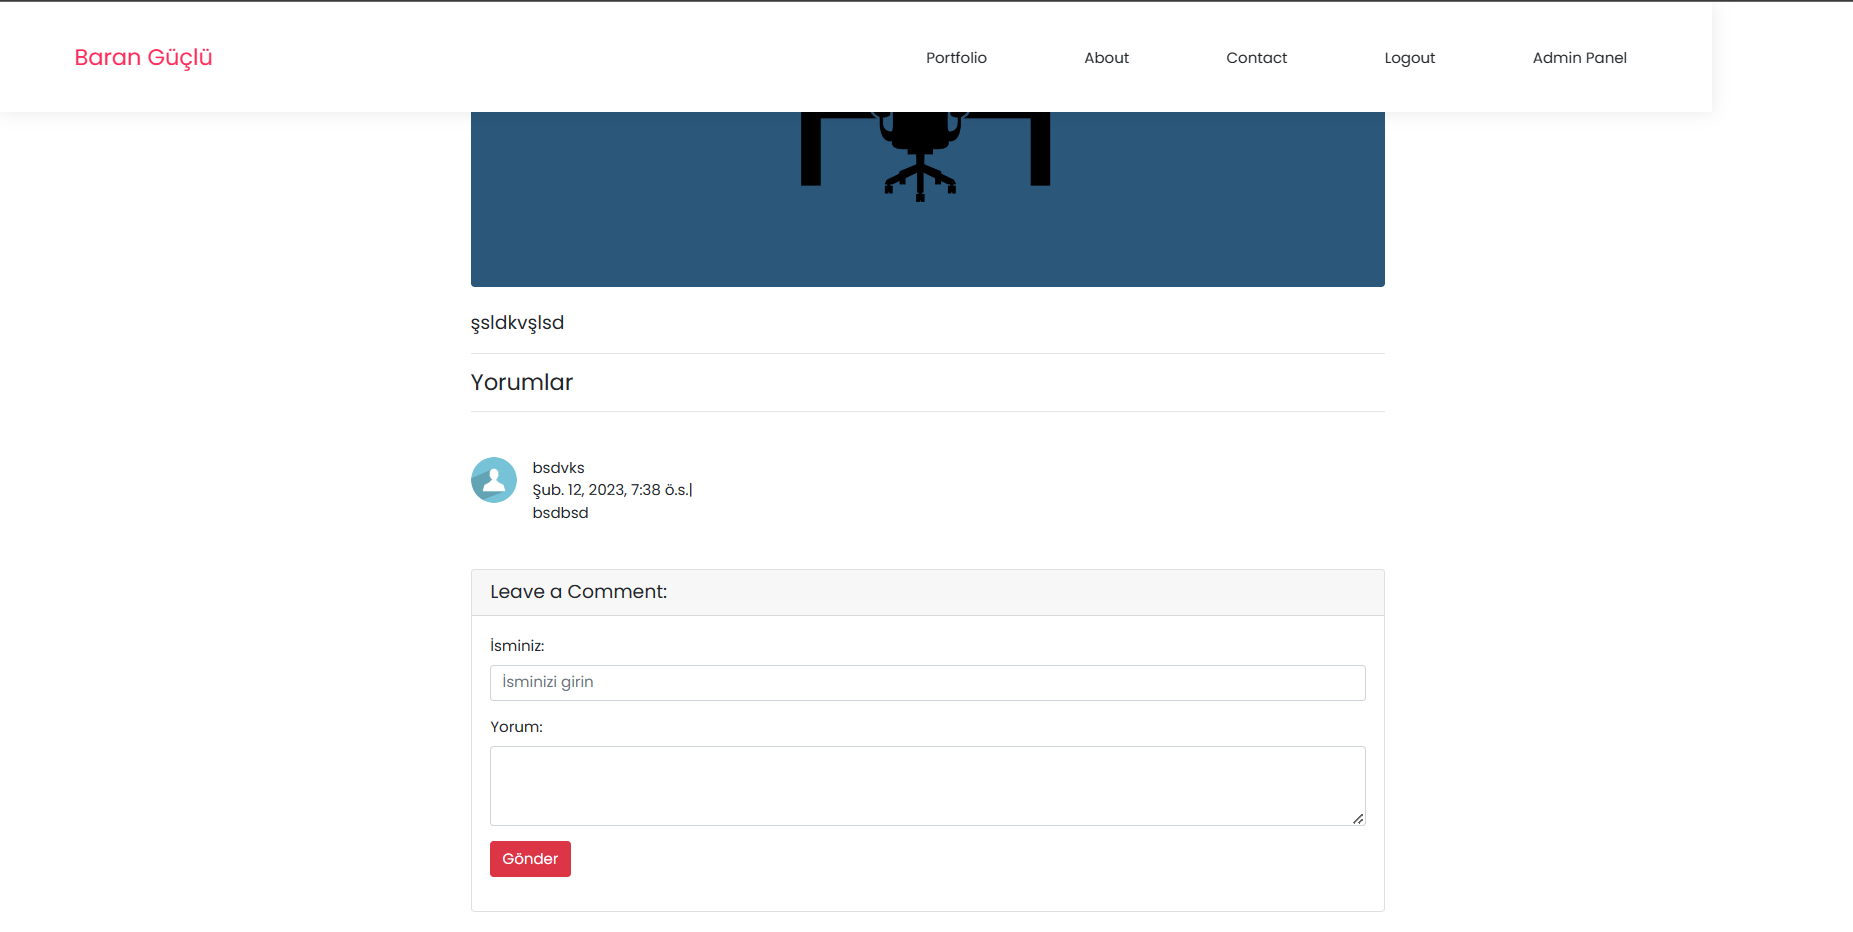 Baran Güçlü
Portfolio
About
Contact
Logout
Admin Panel
şsldkvşlsd
Yorumlar
bsdvks
Şub. 12, 2023, 7:38 ö.s.|
bsdbsd
Leave a Comment:
İsminiz:
İsminizi girin
Yorum:
Gönder